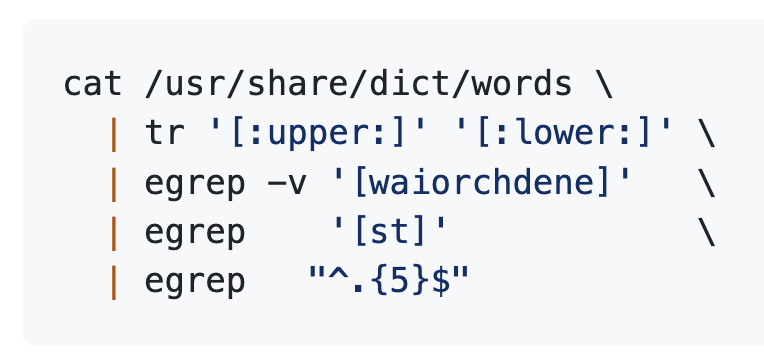 cat /usr/share/dict/words \
  | tr '[:upper:]' '[:lower:]' \
  | egrep -v '[waiorchdene]'   \
  | egrep    '[st]'            \
  | egrep   "^.{5}$"